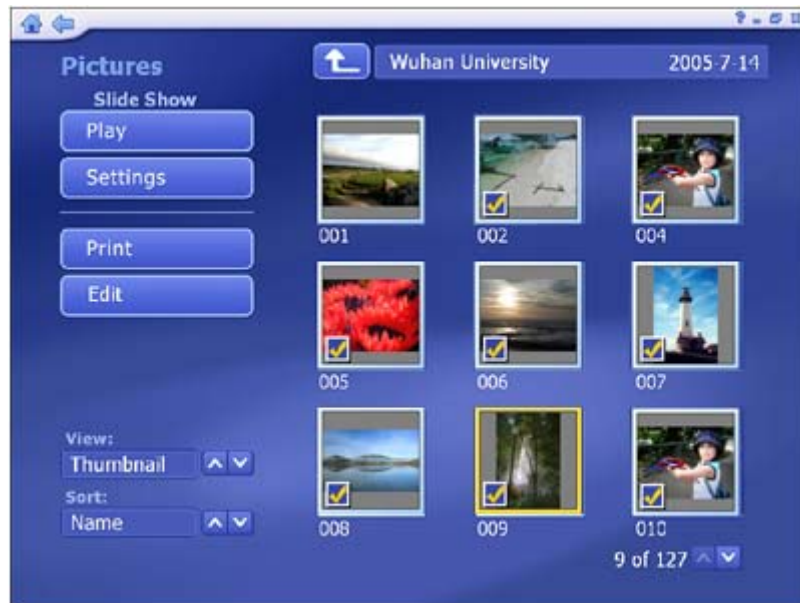 ?
Pictures
Wuhan University 2005-7-14
Slide Show
Play
Settings
Print
Edit
001 002 004
005 006 007
008 009 010
View:
Thumbnail
Sort:
Name
9 of 127